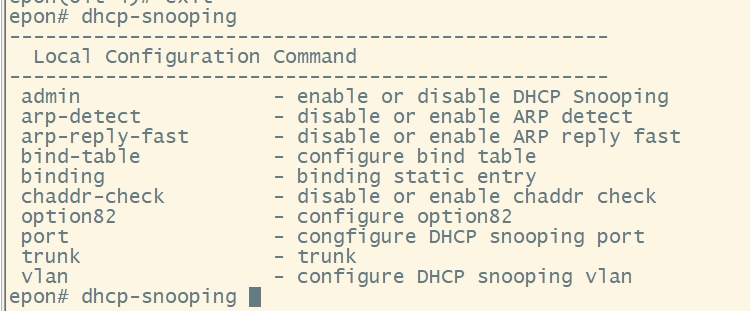 epon# dhcp-snooping
------------------------------------------------
Local Configuration Command
------------------------------------------------
admin - enable or disable DHCP Snooping
arp-detect - disable or enable ARP detect
arp-reply-fast - disable or enable ARP reply fast
bind-table - configure bind table
binding - binding static entry
chaddr-check - disable or enable chaddr check
option82 - configure option82
port - congfigure DHCP snooping port
trunk - trunk
vlan - configure DHCP snooping vlan
epon# dhcp-snooping